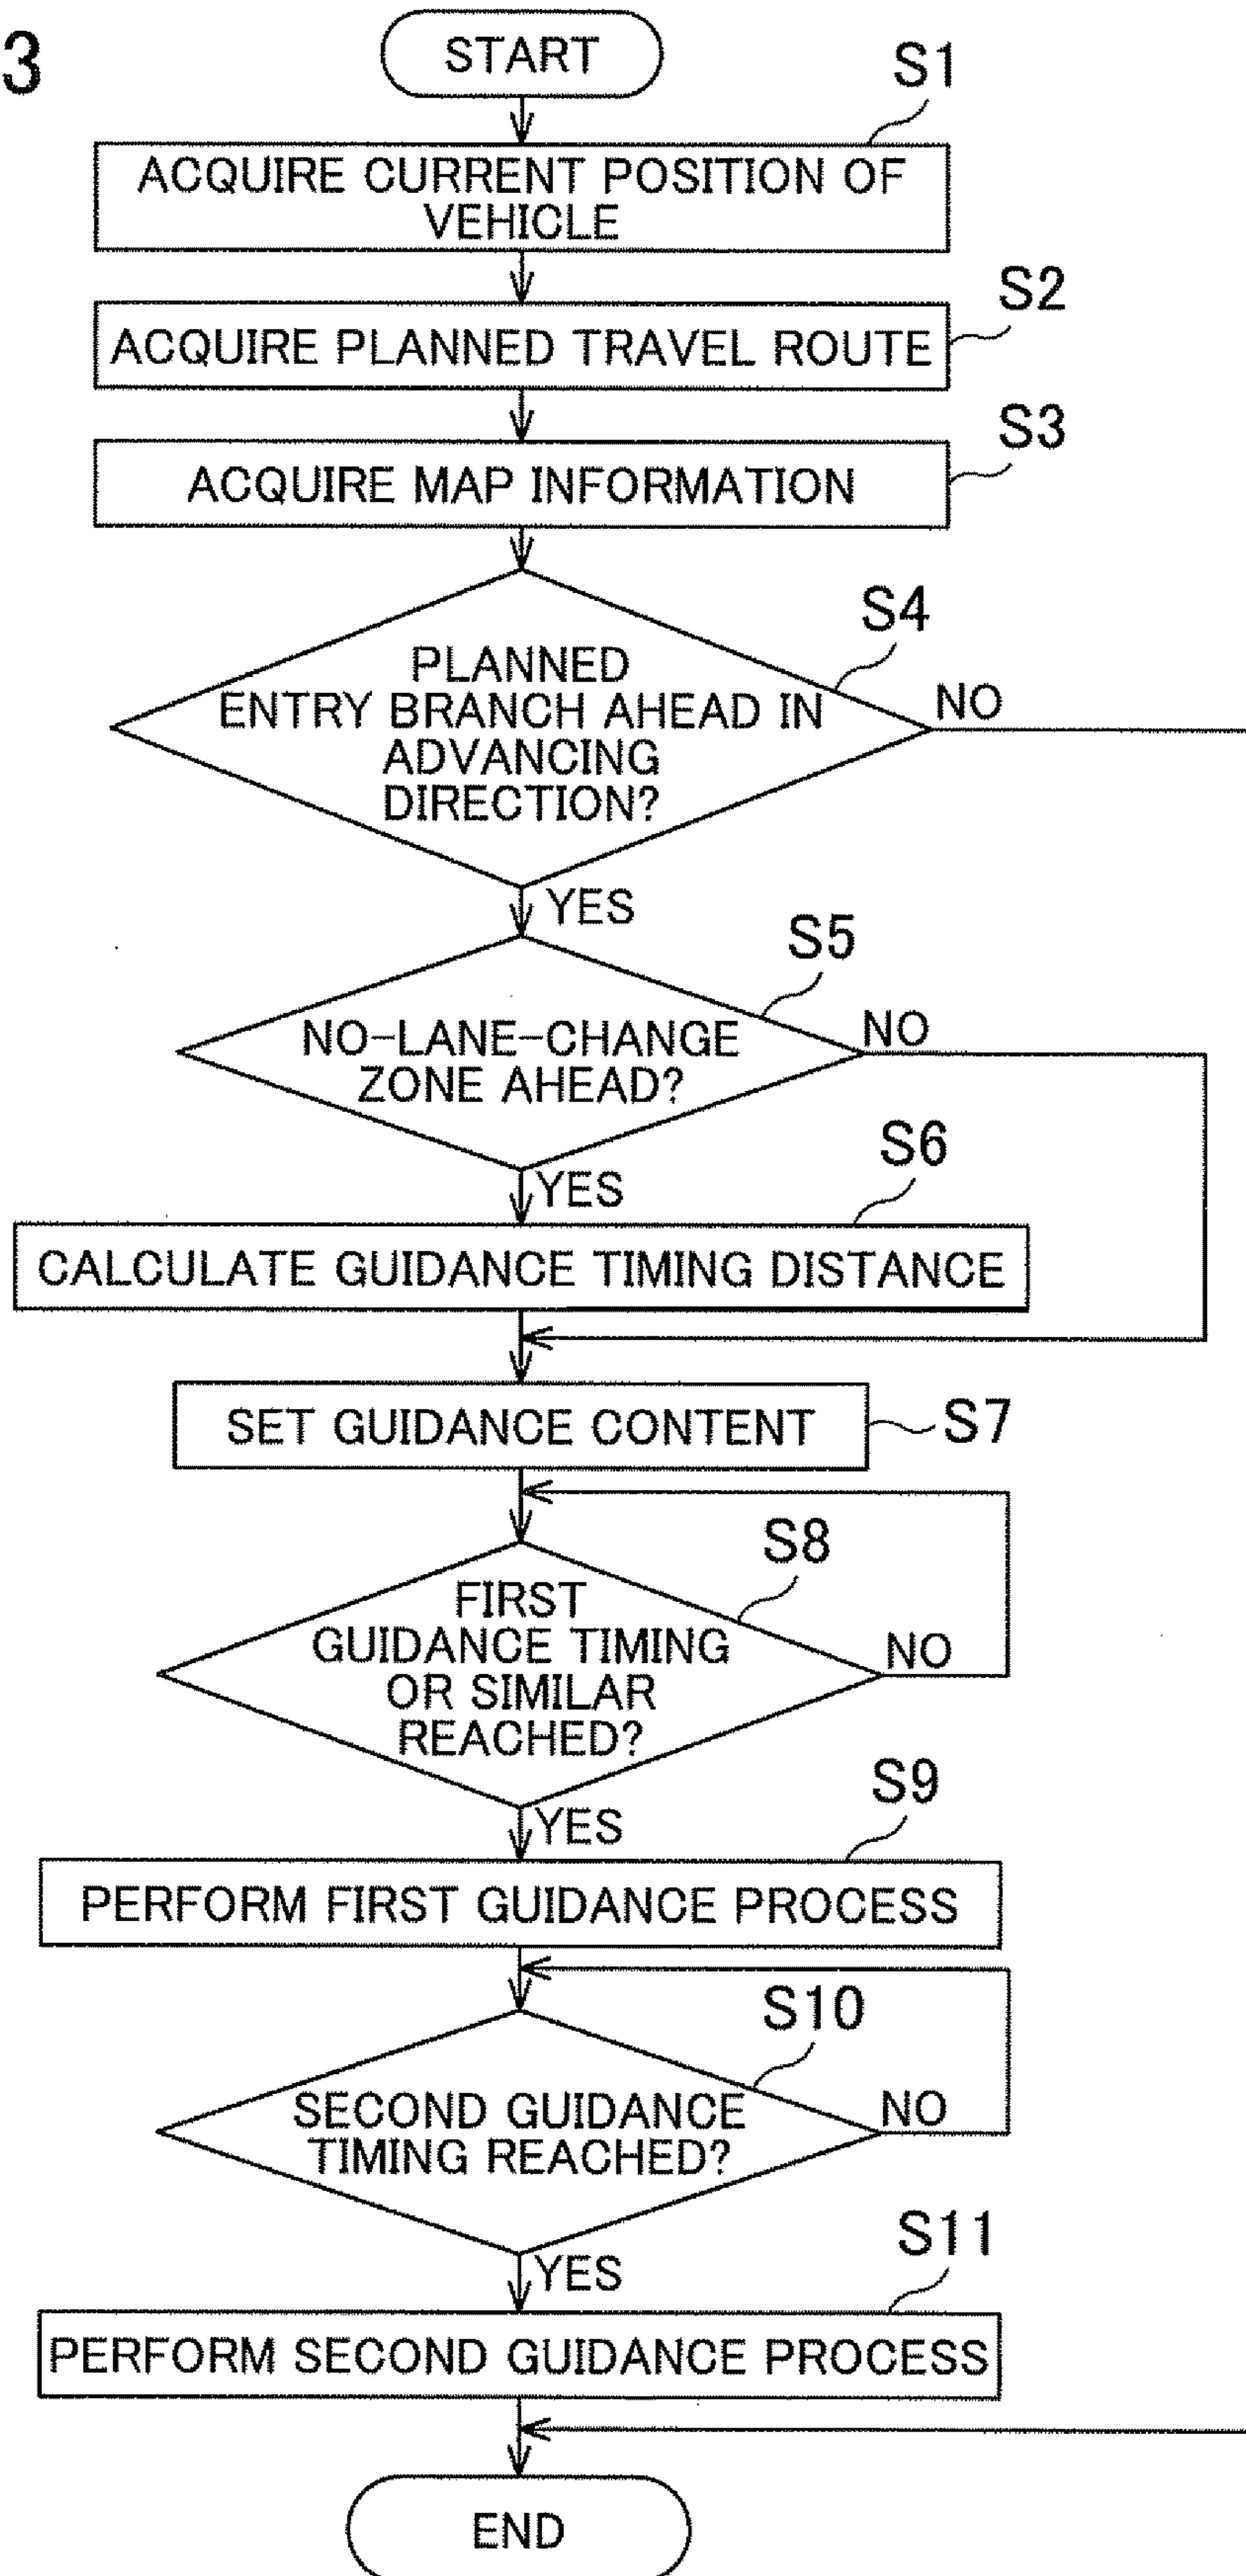 3
START
S1
ACQUIRE CURRENT POSITION OF
VEHICLE
S2
ACQUIRE PLANNED TRAVEL ROUTE
S3
ACQUIRE MAP INFORMATION
S4
PLANNED
ENTRY BRANCH AHEAD IN
ADVANCING
DIRECTION?
NO
YES
S5
NO-LANE-CHANGE
ZONE AHEAD?
NO
YES
S6
CALCULATE GUIDANCE TIMING DISTANCE
SET GUIDANCE CONTENT
S7
S8
FIRST
GUIDANCE TIMING
OR SIMILAR
REACHED?
NO
YES
S9
PERFORM FIRST GUIDANCE PROCESS
S10
SECOND GUIDANCE
TIMING REACHED?
NO
YES
S11
PERFORM SECOND GUIDANCE PROCESS
END